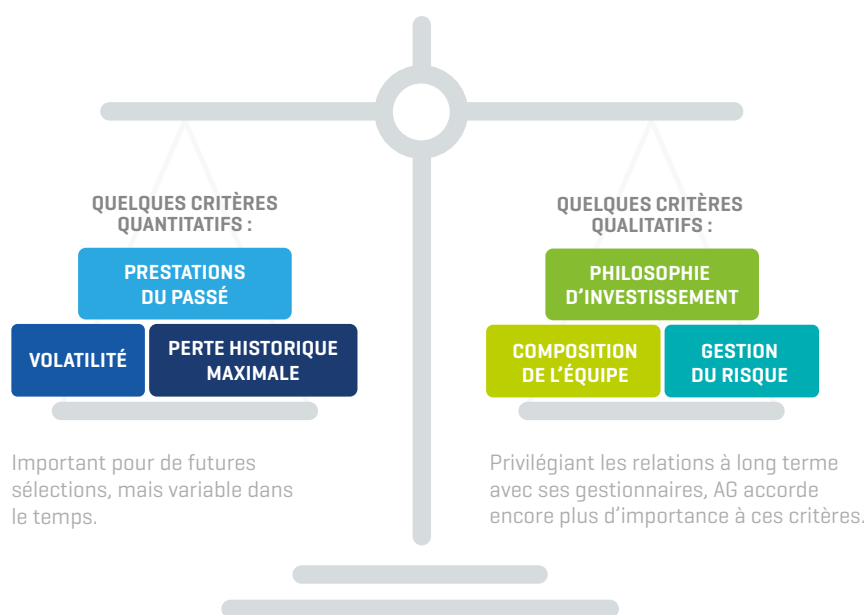 QUELQUES CRITÈRES
QUANTITATIFS :
PRESTATIONS
DU PASSÉ
VOLATILITÉ
PERTE HISTORIQUE
MAXIMALE
Important pour de futures
sélections, mais variable dans
le temps.
QUELQUES CRITÈRES
QUALITATIFS :
PHILOSOPHIE
D’INVESTISSEMENT
COMPOSITION
DE L’ÉQUIPE
GESTION
DU RISQUE
Privilégiant les relations à long terme
avec ses gestionnaires, AG accorde
encore plus d’importance à ces critères.